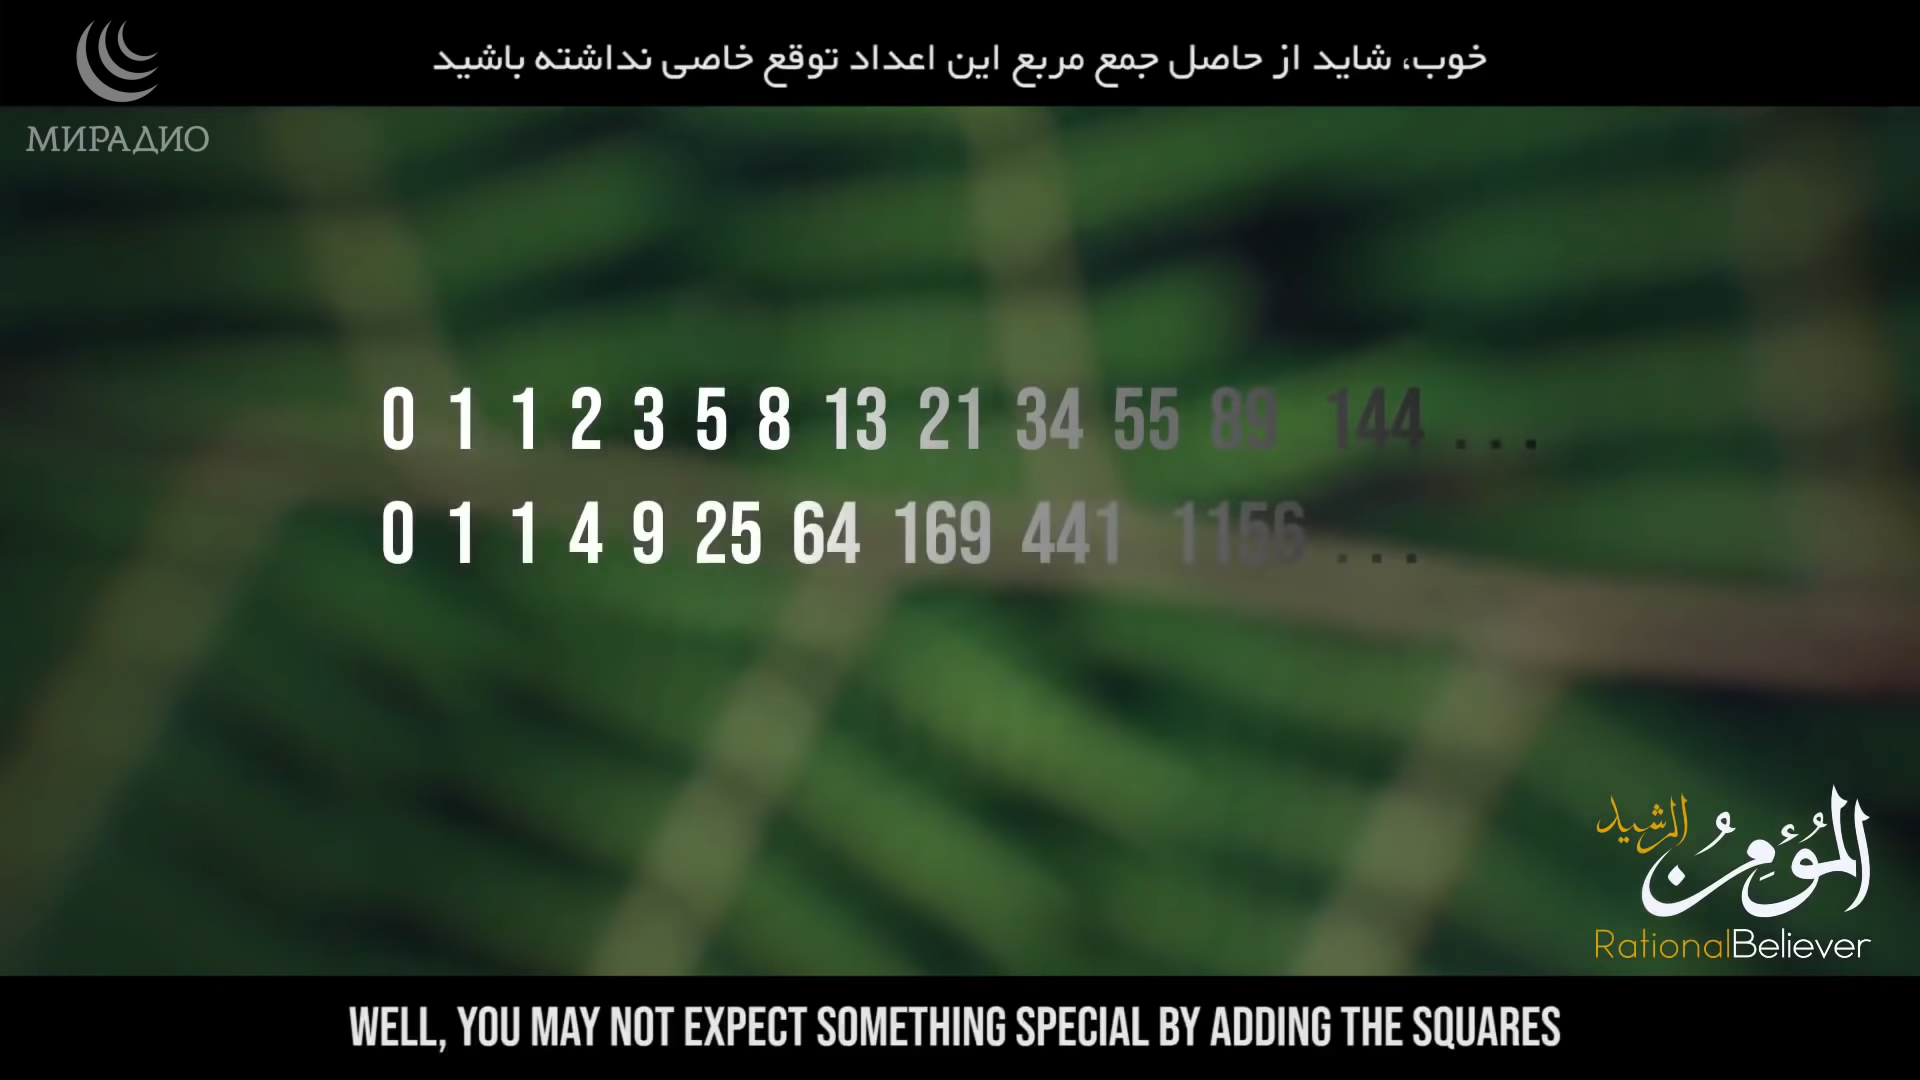 خوب، شاید از حاصل جمع مربع این اعداد توقع خاصی نداشته باشید
МИРАДИО
0 1 1 2 3 5 8 13 21 34 55 89 144 ...
0 1 1 4 9 25 64 169 441 1156 ...
المؤمن الرشيد
RationalBeliever
WELL, YOU MAY NOT EXPECT SOMETHING SPECIAL BY ADDING THE SQUARES